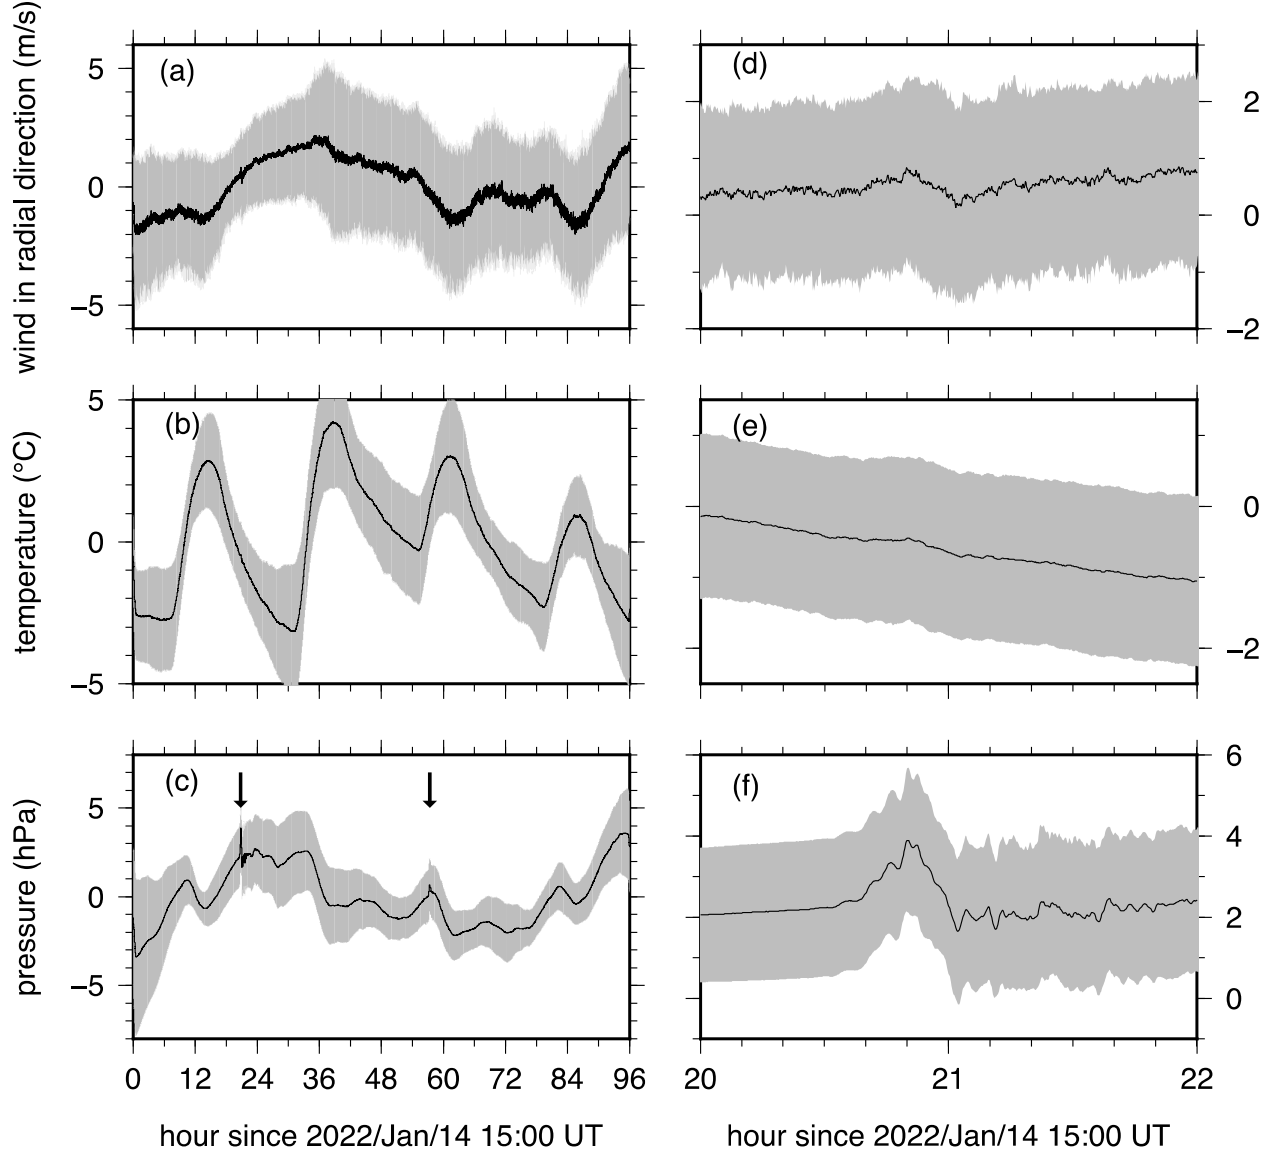 wind in radial direction (m/s)
5
0
−5
(a)
(d)
2
0
−2
temperature (°C)
5
0
−5
(b)
(e)
0
−2
pressure (hPa)
5
0
−5
(c)
(f)
6
4
2
0
0 12 24 36 48 60 72 84 96
20 21 22
hour since 2022/Jan/14 15:00 UT
hour since 2022/Jan/14 15:00 UT